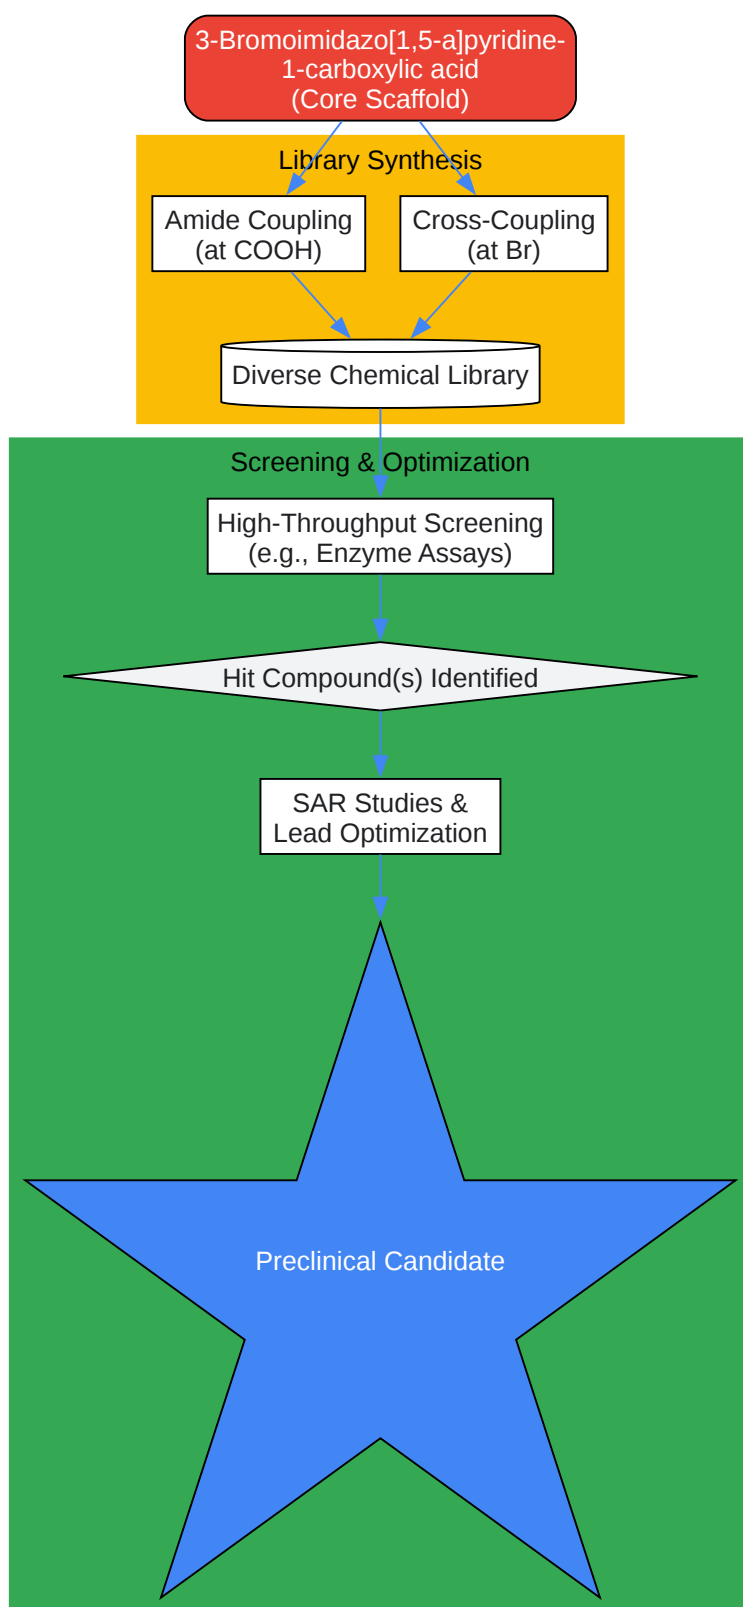 3-Bromoimidazo[1,5-a]pyridine-
1-carboxylic acid
(Core Scaffold)
Library Synthesis
Amide Coupling
(at COOH)
Cross-Coupling
(at Br)
Diverse Chemical Library
Screening & Optimization
High-Throughput Screening
(e.g., Enzyme Assays)
Hit Compound(s) Identified
SAR Studies &
Lead Optimization
Preclinical Candidate